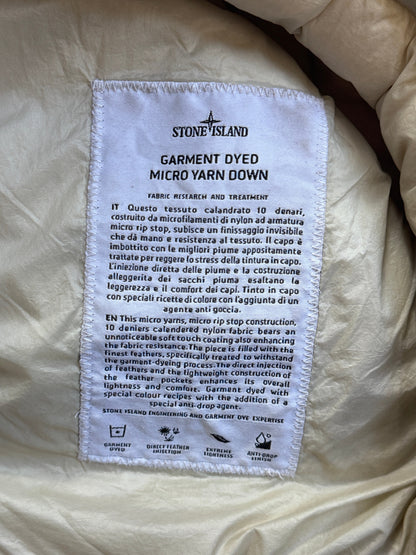 STONE ISLAND
GARMENT DYED
MICRO YARN DOWN
FABRIC RESEARCH AND TREATMENT
IT Questo tessuto calandrato 10 denari,
costruito da microfilamenti di nylon ad armatura
micro rip stop, subisce un finissaggio invisibile
che dà mano e resistenza al tessuto. Il capo è
imbottito con le migliori piume appositamente
trattate per reggere lo stress della tintura in capo.
L'iniezione diretta delle piume e la costruzione
alleggerita dei sacchi piuma esaltano la
leggerezza e il comfort dei capi. Tinto in capo
con speciali ricette di colore con l'aggiunta di un
agente anti goccia.
EN This micro yarns, micro rip stop construction,
10 deniers calandered nylon fabric bears an
unnoticeable soft touch coating also enhancing
the fabric resistance. The piece is filled with the
finest feathers, specifically treated to withstand
the garment-dyeing process. The direct injection
of feathers and the lightweight construction of
the feather pockets enhances its overall
lightness and comfort. Garment dyed with
special colour recipes with the addition of a
special anti-drop agent.
STONE ISLAND ENGINEERING AND GARMENT DYE EXPERTISE
GARMENT
DYED
DIRECT FEATHER
INJECTION
EXTREME
LIGHTNESS
ANTI-DROP
FINISH